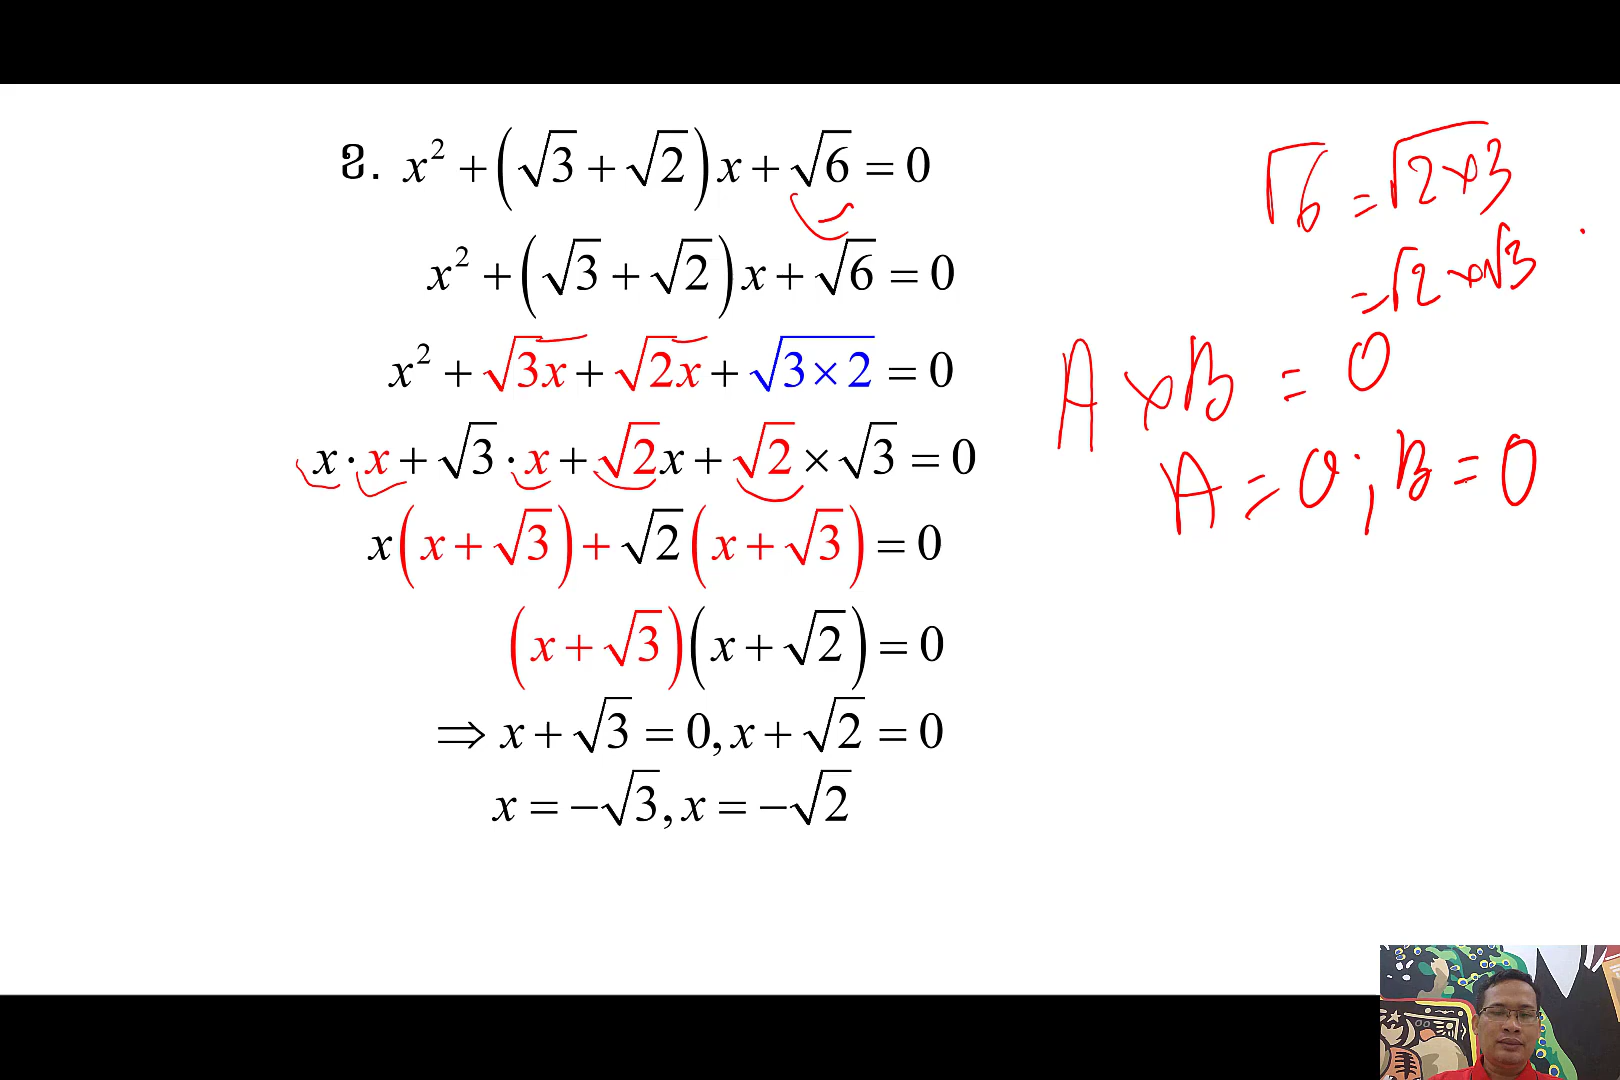 2. x² + (√3 + √2)x + √6 = 0
x² + (√3 + √2)x + √6 = 0
x² + √3x + √2x + √3 × 2 = 0
x · x + √3 · x + √2x + √2 × √3 = 0
x(x + √3) + √2(x + √3) = 0
(x + √3)(x + √2) = 0
⇒ x + √3 = 0, x + √2 = 0
x = −√3, x = −√2
√6 = √2×3
= √2 × √3
A × B = 0
A = 0; B = 0